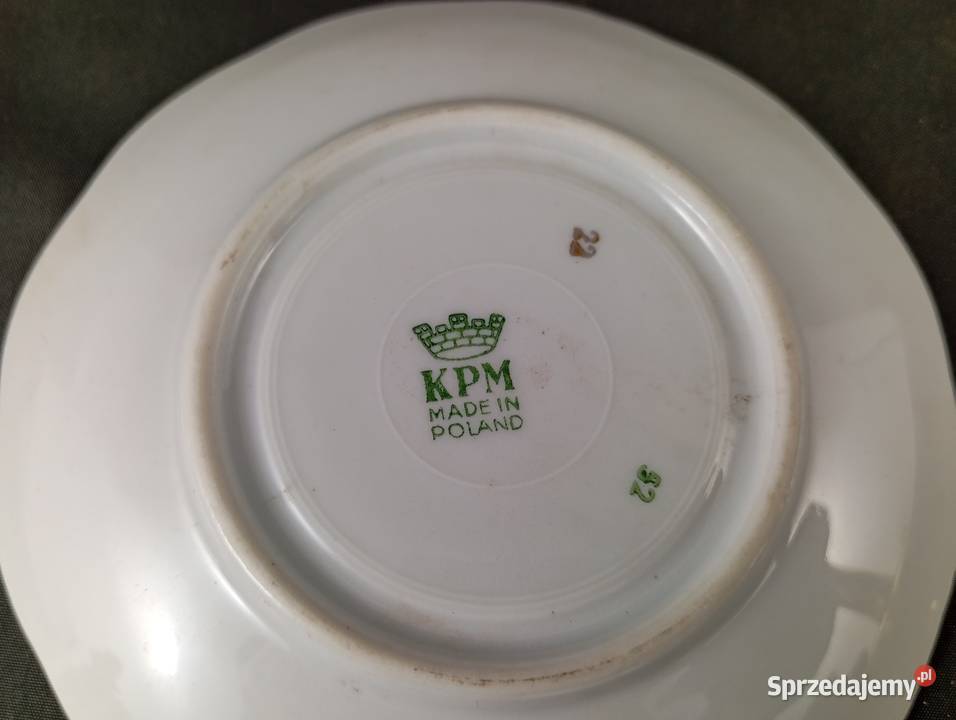 22
KPM
MADE IN
POLAND
52
Sprzedajemy.pl